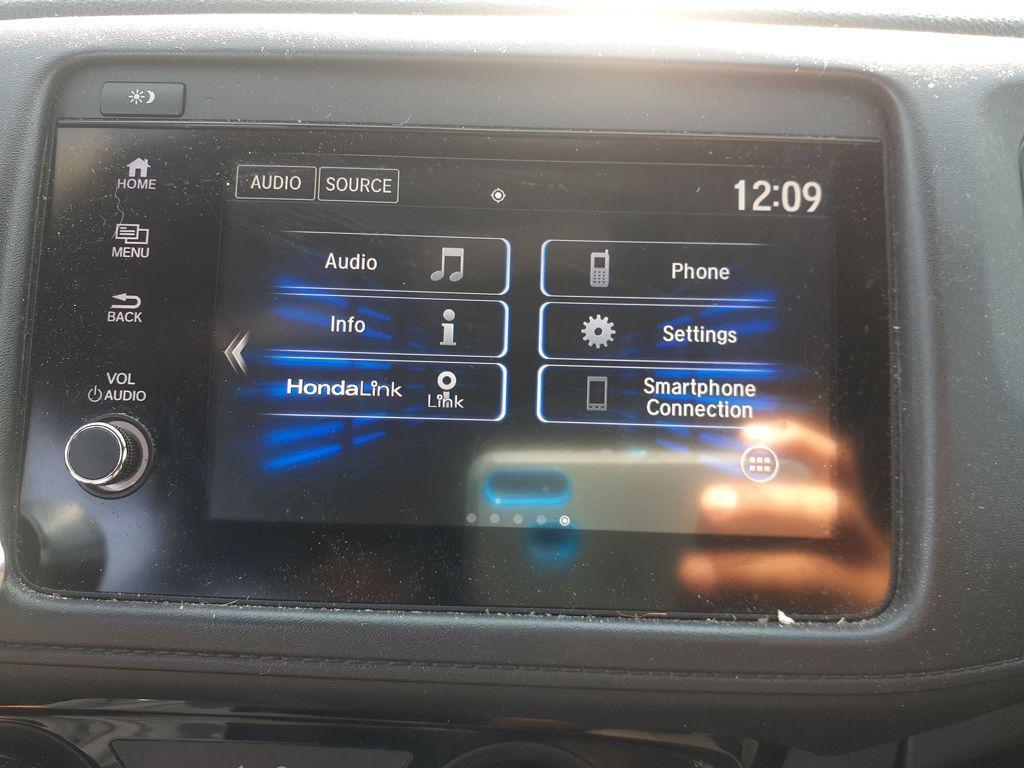 HOME
MENU
BACK
VOL
AUDIO
AUDIO SOURCE
12:09
Audio
Phone
Info
Settings
HondaLink
Link
Smartphone
Connection